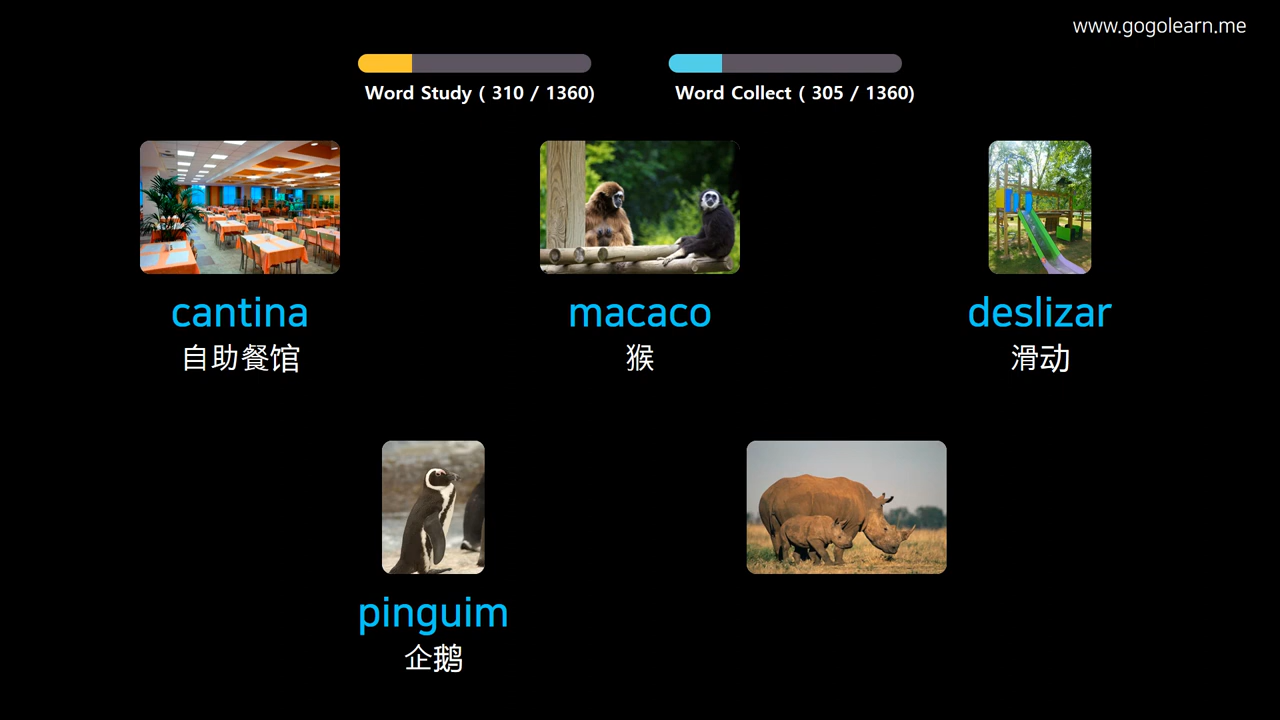 www.gogolearn.me
Word Study ( 310 / 1360)
Word Collect ( 305 / 1360)
cantina
自助餐馆
macaco
猴
deslizar
滑动
pinguim
企鹅